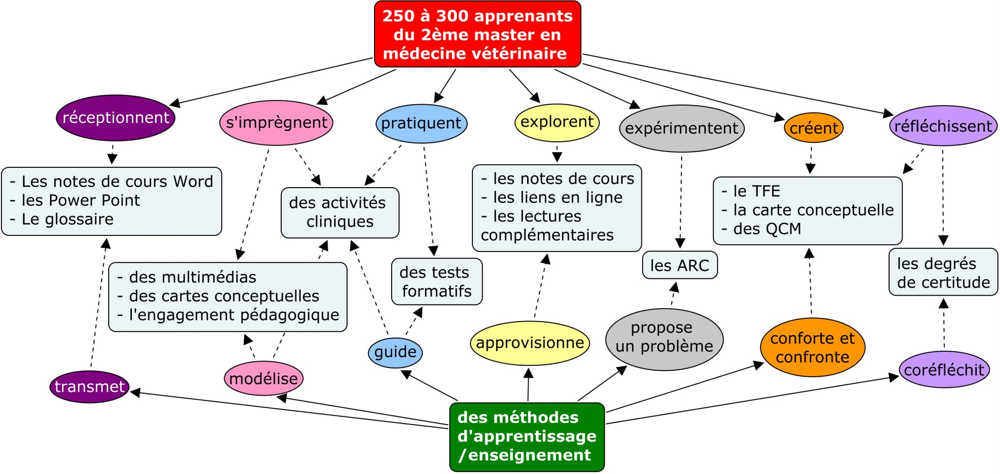 250 à 300 apprenants
du 2ème master en
médecine vétérinaire
réceptionnent
s'imprègnent
pratiquent
explorent
expérimentent
créent
réfléchissent
- Les notes de cours Word
- les Power Point
- Le glossaire
des activités
cliniques
- les notes de cours
- les liens en ligne
- les lectures
complémentaires
- le TFE
- la carte conceptuelle
- des QCM
- des multimédias
- des cartes conceptuelles
- l'engagement pédagogique
des tests
formatifs
les ARC
les degrés
de certitude
transmet
modélise
guide
approvisionne
propose
un problème
conforte et
confronte
coréfléchit
des méthodes
d'apprentissage
/enseignement